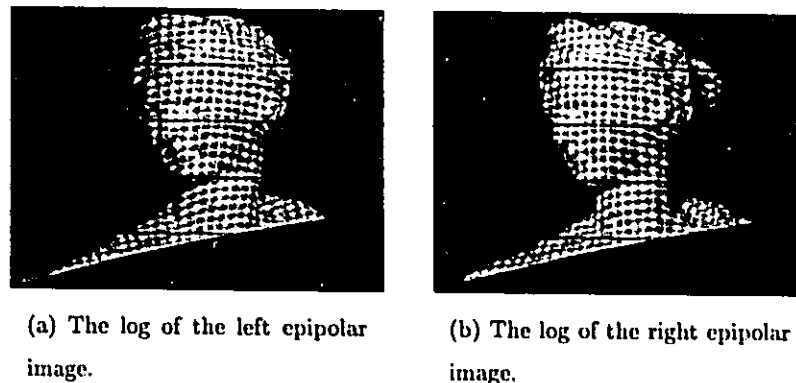 (a) The log of the left epipolar
image.
(b) The log of the right epipolar
image.